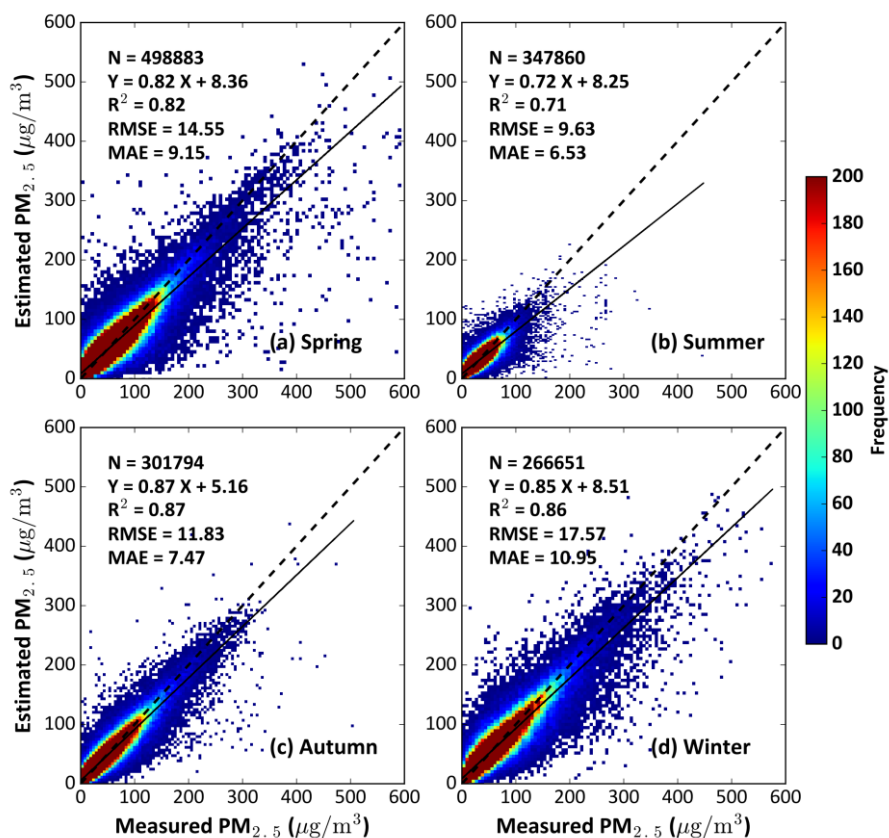 600
500
400
300
200
100
0
Estimated PM2.5 (μg/m³)
N = 498883
Y = 0.82 X + 8.36
R² = 0.82
RMSE = 14.55
MAE = 9.15
(a) Spring
0 100 200 300 400 500 600
600
500
400
300
200
100
0
N = 347860
Y = 0.72 X + 8.25
R² = 0.71
RMSE = 9.63
MAE = 6.53
(b) Summer
0 100 200 300 400 500 600
600
500
400
300
200
100
0
Estimated PM2.5 (μg/m³)
N = 301794
Y = 0.87 X + 5.16
R² = 0.87
RMSE = 11.83
MAE = 7.47
(c) Autumn
0 100 200 300 400 500 600
Measured PM2.5 (μg/m³)
600
500
400
300
200
100
0
N = 266651
Y = 0.85 X + 8.51
R² = 0.86
RMSE = 17.57
MAE = 10.95
(d) Winter
0 100 200 300 400 500 600
Measured PM2.5 (μg/m³)
200
180
160
140
120
100
80
60
40
20
0
Frequency